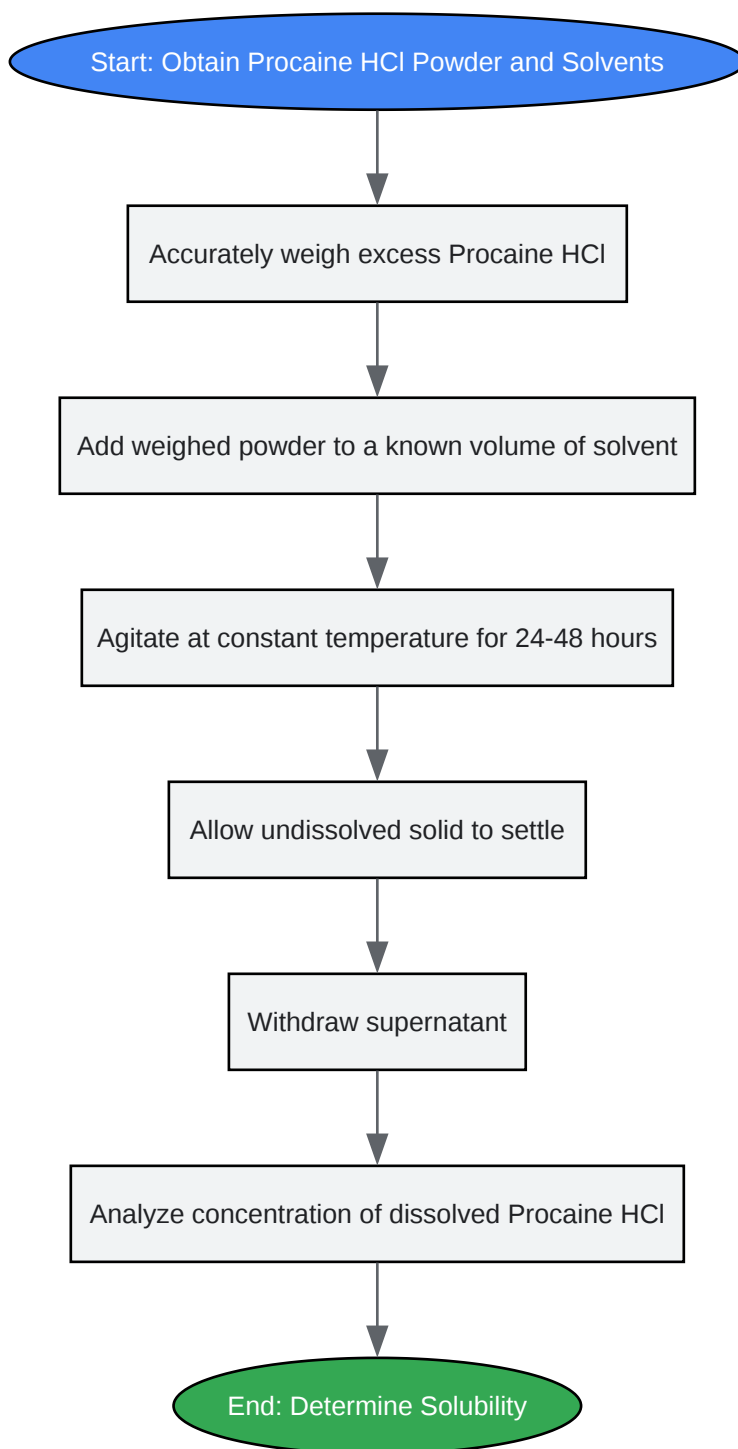 Start: Obtain Procaine HCl Powder and Solvents
Accurately weigh excess Procaine HCl
Add weighed powder to a known volume of solvent
Agitate at constant temperature for 24-48 hours
Allow undissolved solid to settle
Withdraw supernatant
Analyze concentration of dissolved Procaine HCl
End: Determine Solubility